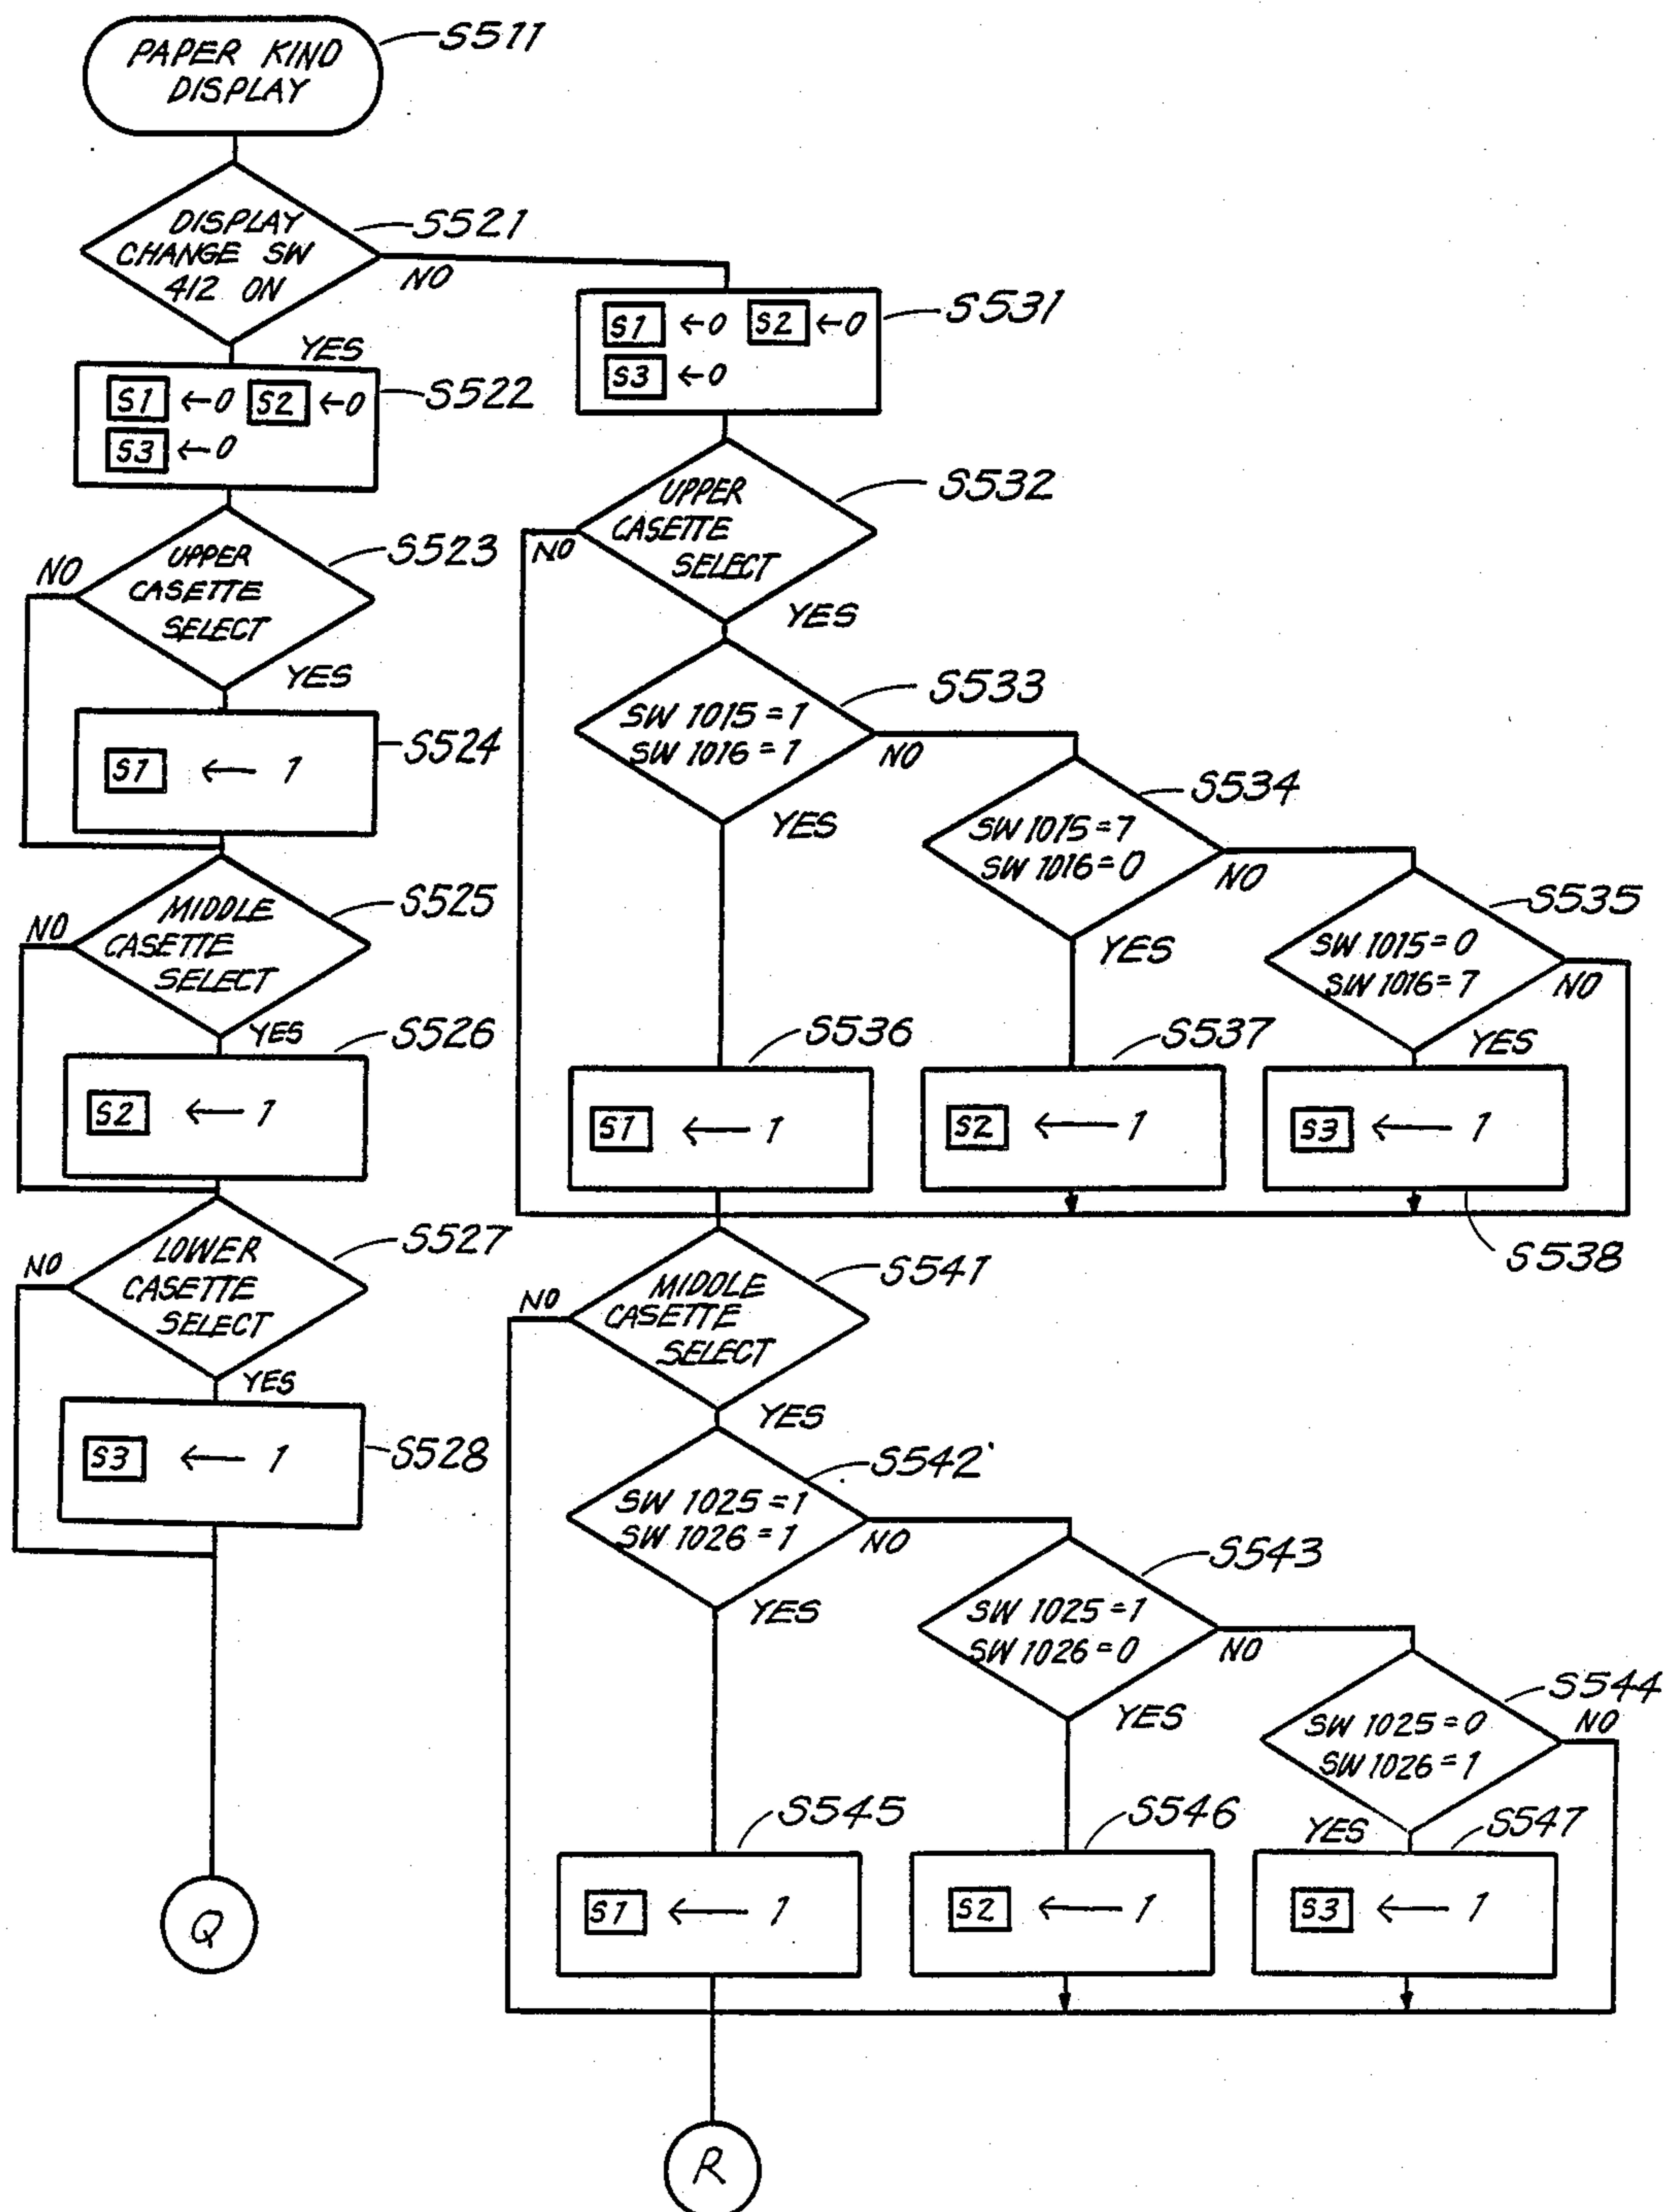 PAPER KIND
DISPLAY
S511
DISPLAY
CHANGE SW
412 ON
S521
NO
YES
S1 ←0 S2 ←0
S3 ←0
S522
UPPER
CASETTE
SELECT
S523
NO
YES
S1 ← 1
S524
MIDDLE
CASETTE
SELECT
S525
NO
YES
S2 ← 1
S526
LOWER
CASETTE
SELECT
S527
NO
YES
S3 ← 1
S528
Q
S1 ←0 S2 ←0
S3 ←0
S531
UPPER
CASETTE
SELECT
S532
NO
YES
SW 1015 = 1
SW 1016 = 1
S533
NO
YES
SW 1015 = 1
SW 1016 = 0
S534
NO
YES
SW 1015 = 0
SW 1016 = 1
S535
NO
YES
S536
S1 ← 1
S537
S2 ← 1
S3 ← 1
S538
MIDDLE
CASETTE
SELECT
S541
NO
YES
SW 1025 = 1
SW 1026 = 1
S542
NO
YES
SW 1025 = 1
SW 1026 = 0
S543
NO
YES
SW 1025 = 0
SW 1026 = 1
S544
NO
YES
S545
S1 ← 1
S546
S2 ← 1
S547
S3 ← 1
R